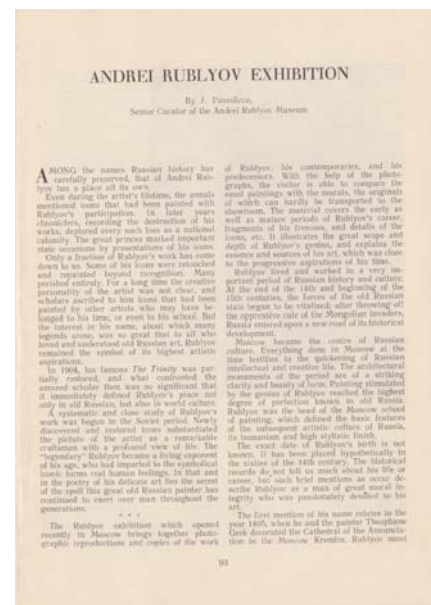 ANDREI RUBLYOV EXHIBITION
By J. Vassilieva,
Senior Curator of the Andrei Rublyov Museum
AMONG the names Russian history has
carefully preserved, that of Andrei Rub-
lyov has a place all its own.
Even during the artist's lifetime, the annals
mentioned icons that had been painted with
Rublyov's participation. In later years
chroniclers, recording the destruction of his
works, deplored every such loss as a national
calamity. The great princes marked important
state occasions by presentations of his icons.
Only a fraction of Rublyov's work has come
down to us. Some of his icons were retouched
and repainted beyond recognition. Many
perished entirely. For a long time the creative
personality of the artist was not clear, and
scholars ascribed to him icons that had been
painted by other artists who may have be-
longed to his time, or even to his school. But
the interest in his name, about which many
legends arose, was so great that to all who
loved and understood old Russian art, Rublyov
remained the symbol of its highest artistic
aspirations.
In 1904, his famous The Trinity was par-
tially restored, and what confronted the
amazed scholar then was so significant that
it immediately defined Rublyov's place not
only in old Russian, but also in world culture.
A systematic and close study of Rublyov's
work was begun in the Soviet period. Newly
discovered and restored icons substantiated
the picture of the artist as a remarkable
craftsman with a profound view of life. The
"legendary" Rublyov became a living exponent
of his age, who had imparted to the symbolical
iconic forms real human feelings. In that and
in the poetry of his delicate art lies the secret
of the spell this great old Russian painter has
continued to exert over man throughout the
generations.
* * *
The Rublyov exhibition which opened
recently in Moscow brings together photo-
graphic reproductions and copies of the work
of Rublyov, his contemporaries, and his
predecessors. With the help of the photo-
graphs, the visitor is able to compare the
easel paintings with the murals, the originals
of which can hardly be transported to the
showroom. The material covers the early as
well as mature periods of Rublyov's career,
fragments of his frescoes, and details of the
icons, etc. It illustrates the great scope and
depth of Rublyov's genius, and explains the
essence and sources of his art, which was close
to the progressive aspirations of his time.
Rublyov lived and worked in a very im-
portant period of Russian history and culture.
At the end of the 14th and beginning of the
15th centuries, the forces of the old Russian
state began to be vitalized; after throwing off
the oppressive rule of the Mongolian invaders,
Russia entered upon a new road of its historical
development.
Moscow became the centre of Russian
culture. Everything done in Moscow at the
time testifies to the quickening of Russian
intellectual and creative life. The architectural
monuments of the period are of a striking
clarity and beauty of form. Painting stimulated
by the genius of Rublyov reached the highest
degree of perfection known in old Russia.
Rublyov was the head of the Moscow school
of painting, which defined the basic features
of the subsequent artistic culture of Russia,
its humanism and high stylistic finish.
The exact date of Rublyov's birth is not
known, it has been placed hypothetically in
the sixties of the 14th century. The historical
records do not tell us much about his life or
career, but such brief mentions as occur de-
scribe Rublyov as a man of great moral in-
tegrity who was passionately devoted to his
art.
The first mention of his name relates to the
year 1405, when he and the painter Theophane
Grek decorated the Cathedral of the Annuncia-
tion in the Moscow Kremlin. Rublyov must
93